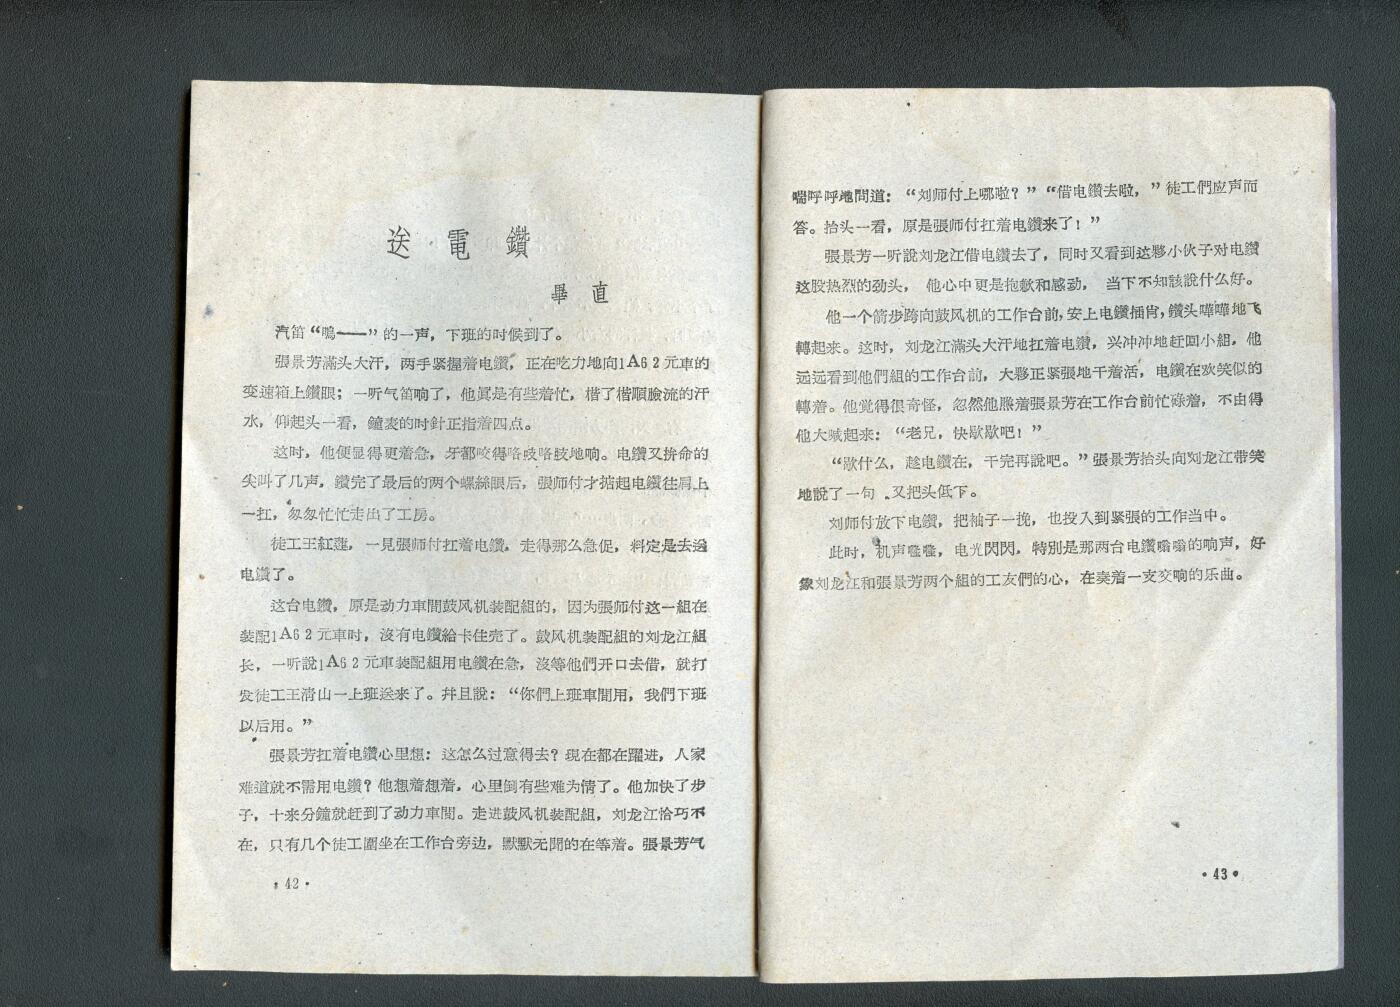 送電鑽
畢直
汽笛“嗚——”的一声，下班的时候到了。
張景芳滿头大汗，两手紧握着电鑽，正在吃力地向1A62元車的
变速箱上鑽眼；一听气笛响了，他眞是有些着忙，楷了楷順臉流的汗
水，仰起头一看，鐘表的时針正指着四点。
这时，他便显得更着急，牙都咬得咯吱咯吱地响。电鑽又拚命的
尖叫了几声，鑽完了最后的两个螺絲眼后，張师付才掂起电鑽往肩上
一扛，匆匆忙忙走出了工房。
徒工王紅蓮，一見張师付扛着电鑽，走得那么急促，料定是去送
电鑽了。
这台电鑽，原是动力車間鼓风机装配組的，因为張师付这一組在
装配1A62元車时，沒有电鑽給卡住壳了。鼓风机装配組的刘龙江組
长，一听說1A62元車装配組用电鑽在急，沒等他們开口去借，就打
发徒工王清山一上班送来了。幷且說：“你們上班車間用，我們下班
以后用。”
張景芳扛着电鑽心里想：这怎么过意得去？現在都在躍进，人家
难道就不需用电鑽？他想着想着，心里倒有些难为情了。他加快了步
子，十来分鐘就赶到了动力車間。走进鼓风机装配組，刘龙江恰巧不
在，只有几个徒工圍坐在工作台旁边，默默无聞的在等着。張景芳气
·42·
喘呼呼地問道：“刘师付上哪啦？”“借电鑽去啦，”徒工們应声而
答。抬头一看，原是張师付扛着电鑽来了！”
張景芳一听說刘龙江借电鑽去了，同时又看到这夥小伙子对电鑽
这股热烈的劲头，他心中更是抱歉和感动，当下不知該說什么好。
他一个箭步跨向鼓风机的工作台前，安上电鑽插肖，鑽头嘩嘩地飞
轉起来。这时，刘龙江滿头大汗地扛着电鑽，兴冲冲地赶回小組，他
远远看到他們組的工作台前，大夥正紧張地干着活，电鑽在欢笑似的
轉着。他觉得很奇怪，忽然他瞧着張景芳在工作台前忙碌着，不由得
他大喊起来：“老兄，快歇歇吧！”
“歇什么，趁电鑽在，干完再說吧。”張景芳抬头向刘龙江带笑
地說了一句，又把头低下。
刘师付放下电鑽，把袖子一挽，也投入到紧張的工作当中。
此时，机声隆隆，电光閃閃，特別是那两台电鑽嗡嗡的响声，好
象刘龙江和張景芳两个組的工友們的心，在奏着一支交响的乐曲。
·43·